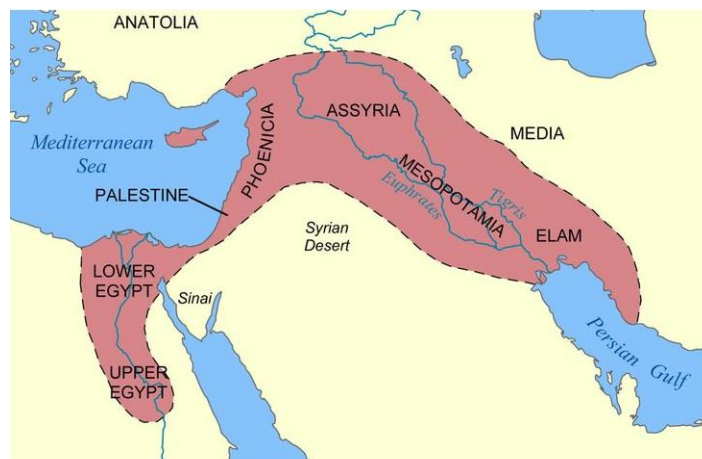 ANATOLIA
Mediterranean
Sea
PHOENICIA
ASSYRIA
MEDIA
MESOPOTAMIA
Euphrates
Tigris
PALESTINE
Syrian
Desert
ELAM
LOWER
EGYPT
Sinai
UPPER
EGYPT
Persian Gulf